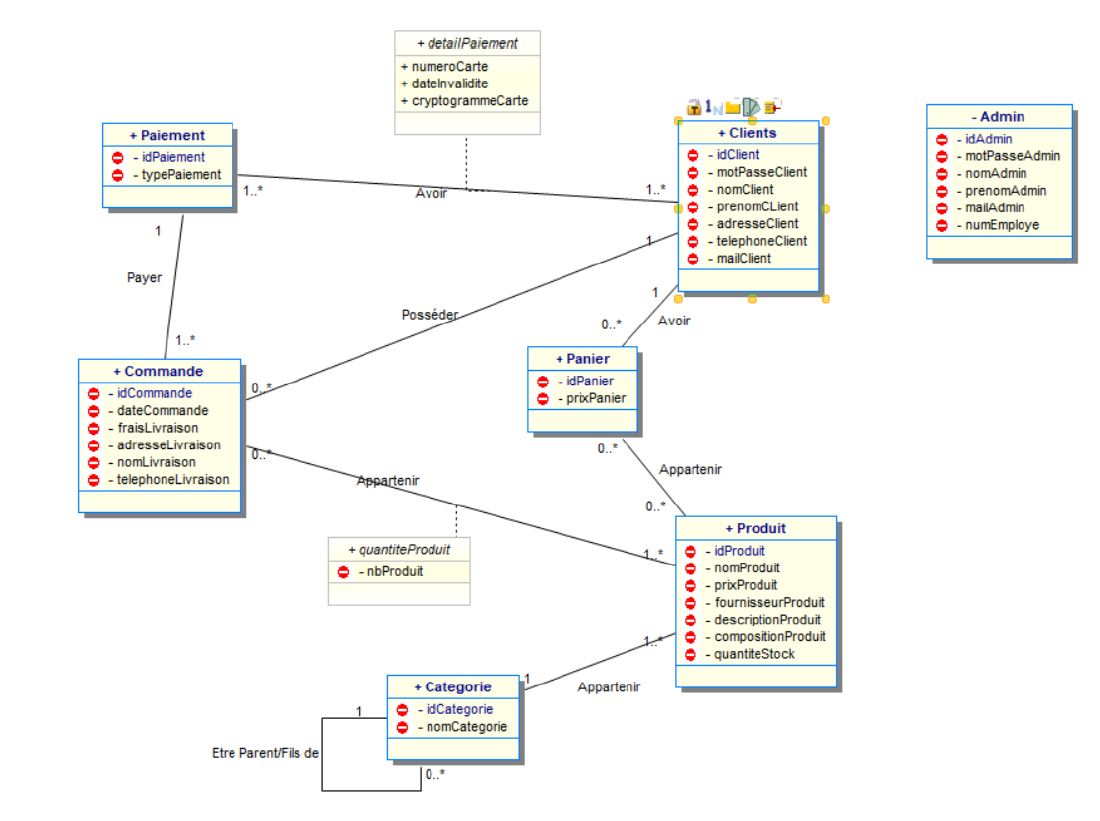 + detailPaiement
+ numeroCarte
+ dateInvalidite
+ cryptogrammeCarte
+ Paiement
- idPaiement
- typePaiement
1..*
Avoir
1..*
+ Clients
- idClient
- motPasseClient
- nomClient
- prenomCLient
- adresseClient
- telephoneClient
- mailClient
- Admin
- idAdmin
- motPasseAdmin
- nomAdmin
- prenomAdmin
- mailAdmin
- numEmploye
1
Payer
1..*
1
Posséder
0..*
1
Avoir
0..*
+ Panier
- idPanier
- prixPanier
+ Commande
- idCommande
- dateCommande
- fraisLivraison
- adresseLivraison
- nomLivraison
- telephoneLivraison
0..*
Appartenir
1..*
0..*
Appartenir
0..*
+ quantiteProduit
- nbProduit
+ Produit
- idProduit
- nomProduit
- prixProduit
- fournisseurProduit
- descriptionProduit
- compositionProduit
- quantiteStock
1..*
Appartenir
1
+ Categorie
- idCategorie
- nomCategorie
1
Etre Parent/Fils de
0..*